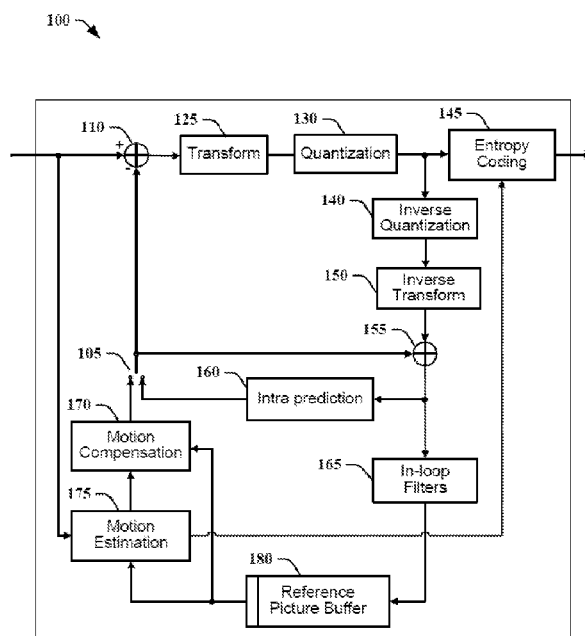 100
110
125
130
145
+
-
Transform
Quantization
Entropy
Coding
140
Inverse
Quantization
150
Inverse
Transform
155
105
160
Intra prediction
170
Motion
Compensation
165
In-loop
Filters
175
Motion
Estimation
180
Reference
Picture Buffer